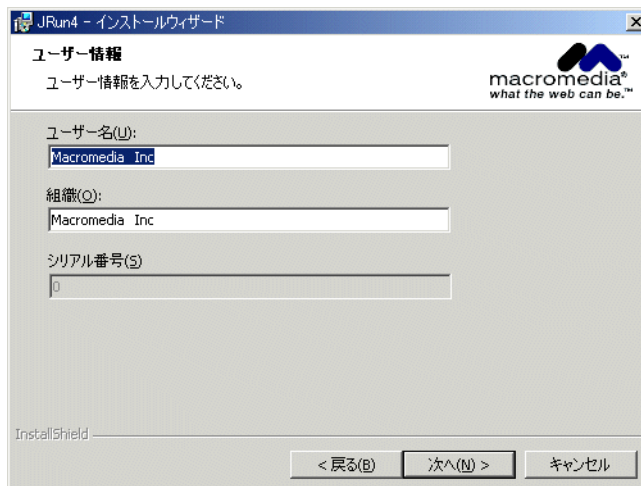 JRun4 - インストールウィザード
ユーザー情報
ユーザー情報を入力してください。
macromedia®
what the web can be.™
ユーザー名(U):
Macromedia Inc
組織(O):
Macromedia Inc
シリアル番号(S)
0
InstallShield
< 戻る(B)
次へ(N) >
キャンセル